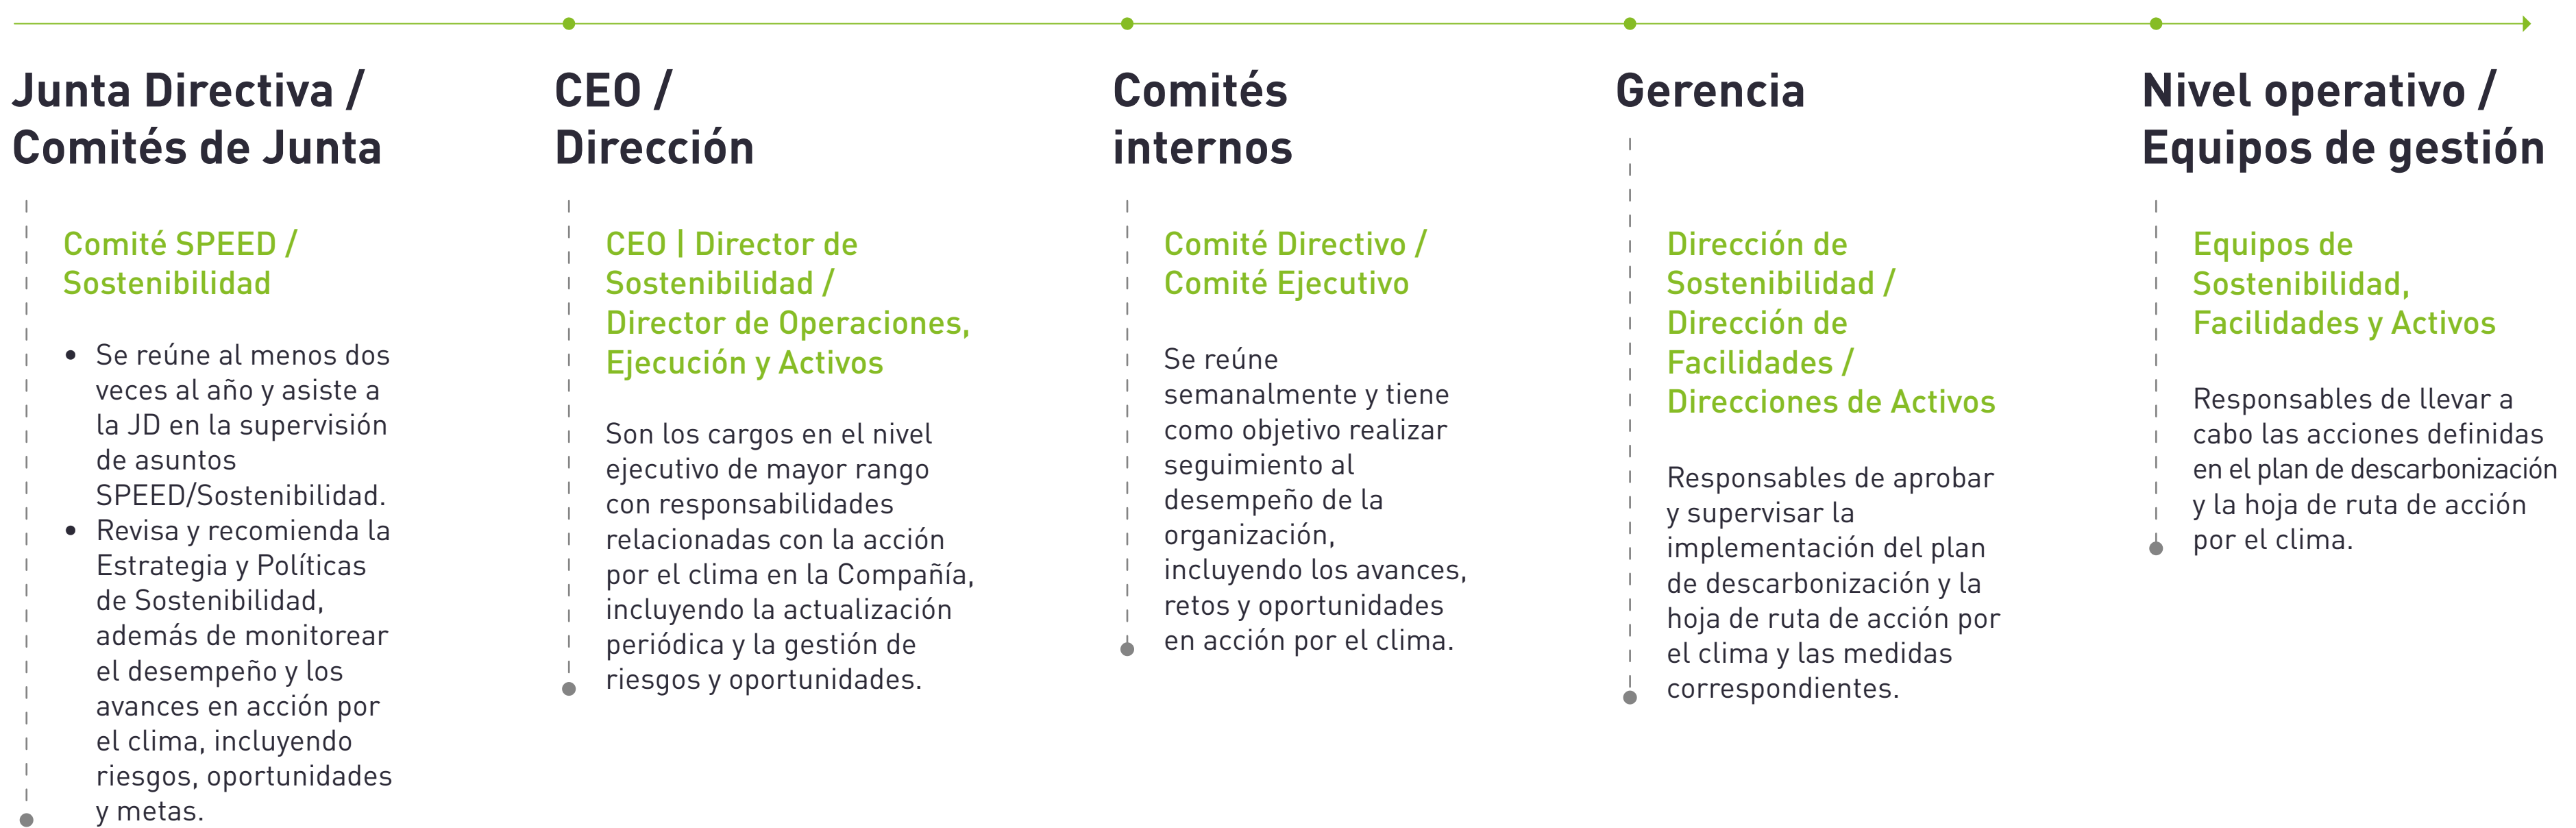 Junta Directiva /
Comités de Junta
Comité SPEED /
Sostenibilidad
• Se reúne al menos dos
veces al año y asiste a
la JD en la supervisión
de asuntos
SPEED/Sostenibilidad.
• Revisa y recomienda la
Estrategia y Políticas
de Sostenibilidad,
además de monitorear
el desempeño y los
avances en acción por
el clima, incluyendo
riesgos, oportunidades
y metas.
CEO /
Dirección
CEO | Director de
Sostenibilidad /
Director de Operaciones,
Ejecución y Activos
Son los cargos en el nivel
ejecutivo de mayor rango
con responsabilidades
relacionadas con la acción
por el clima en la Compañía,
incluyendo la actualización
periódica y la gestión de
riesgos y oportunidades.
Comités
internos
Comité Directivo /
Comité Ejecutivo
Se reúne
semanalmente y tiene
como objetivo realizar
seguimiento al
desempeño de la
organización,
incluyendo los avances,
retos y oportunidades
en acción por el clima.
Gerencia
Dirección de
Sostenibilidad /
Dirección de
Facilidades /
Direcciones de Activos
Responsables de aprobar
y supervisar la
implementación del plan
de descarbonización y la
hoja de ruta de acción por
el clima y las medidas
correspondientes.
Nivel operativo /
Equipos de gestión
Equipos de
Sostenibilidad,
Facilidades y Activos
Responsables de llevar a
cabo las acciones definidas
en el plan de descarbonización
y la hoja de ruta de acción
por el clima.